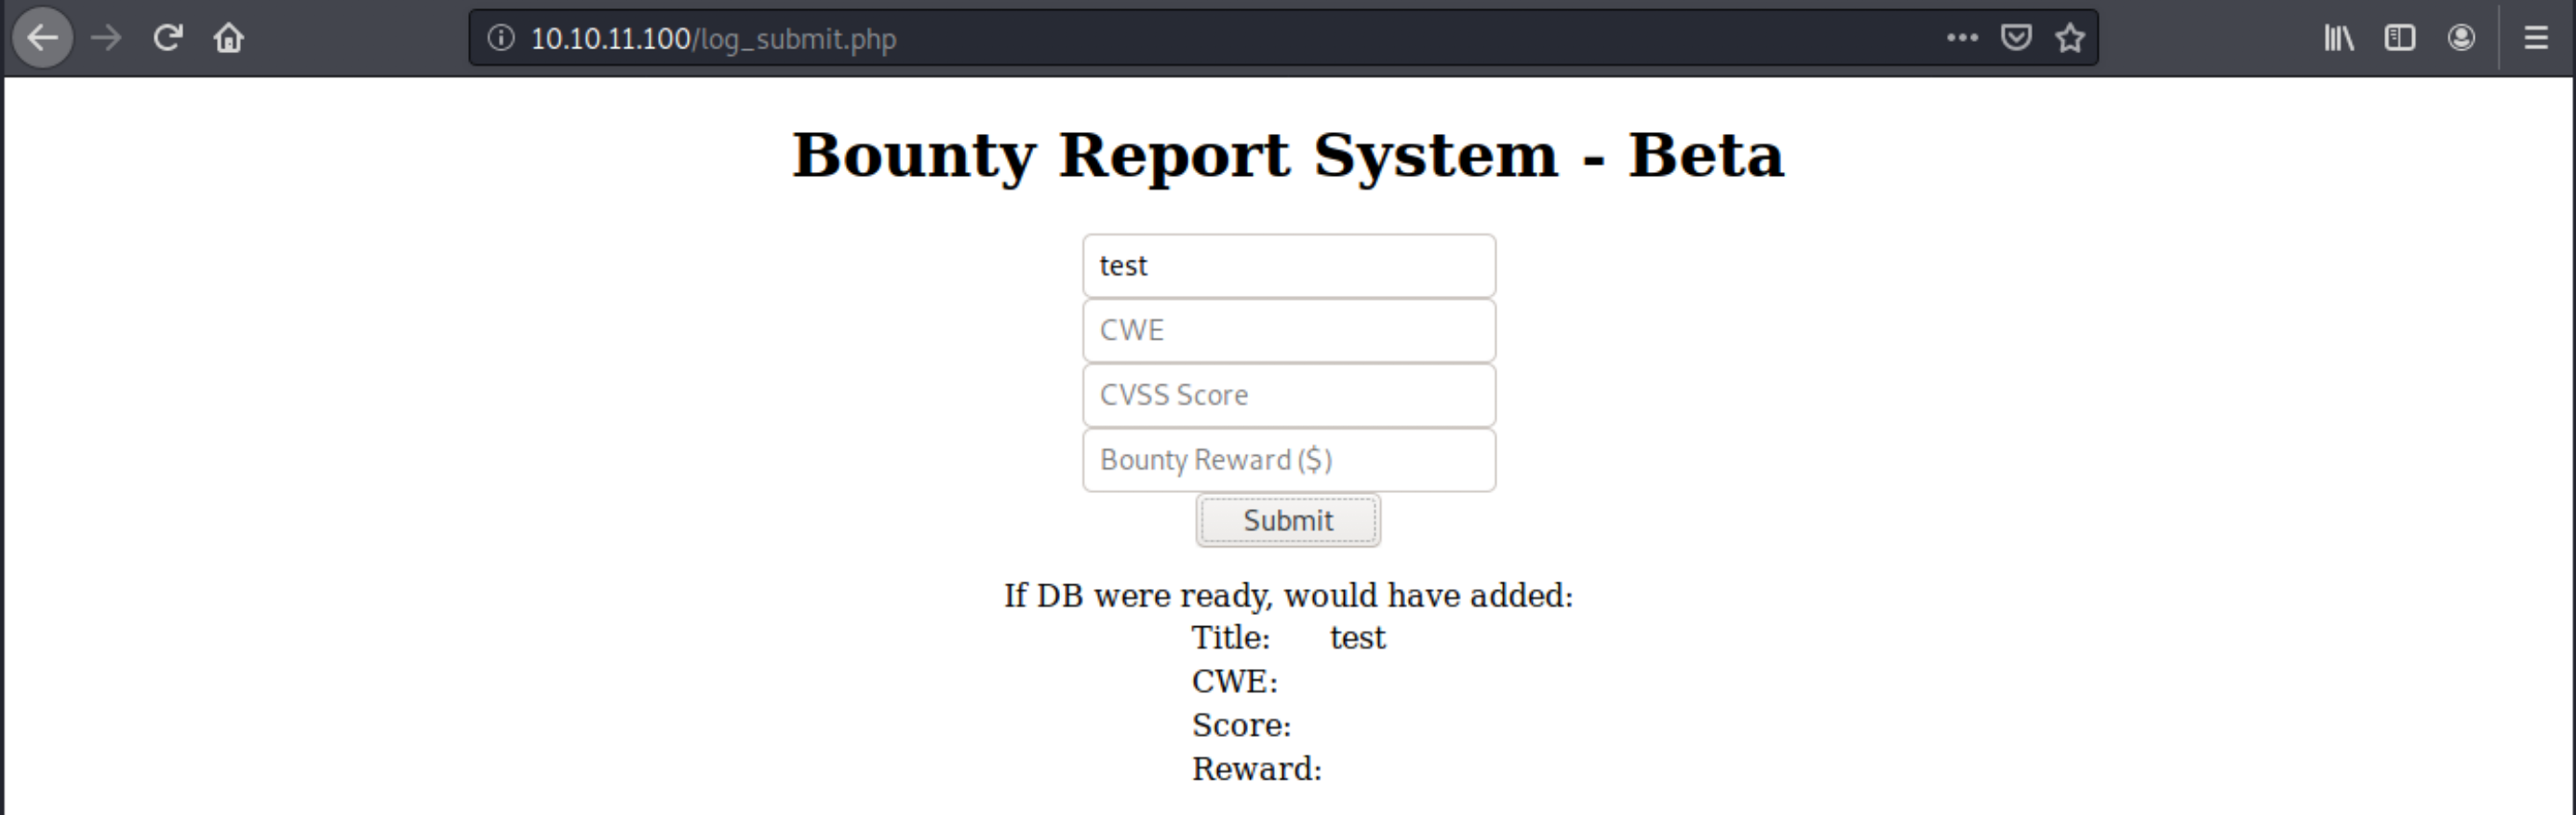 10.10.11.100/log_submit.php
Bounty Report System - Beta
test
CWE
CVSS Score
Bounty Reward ($)
Submit
If DB were ready, would have added:
Title: test
CWE:
Score:
Reward: